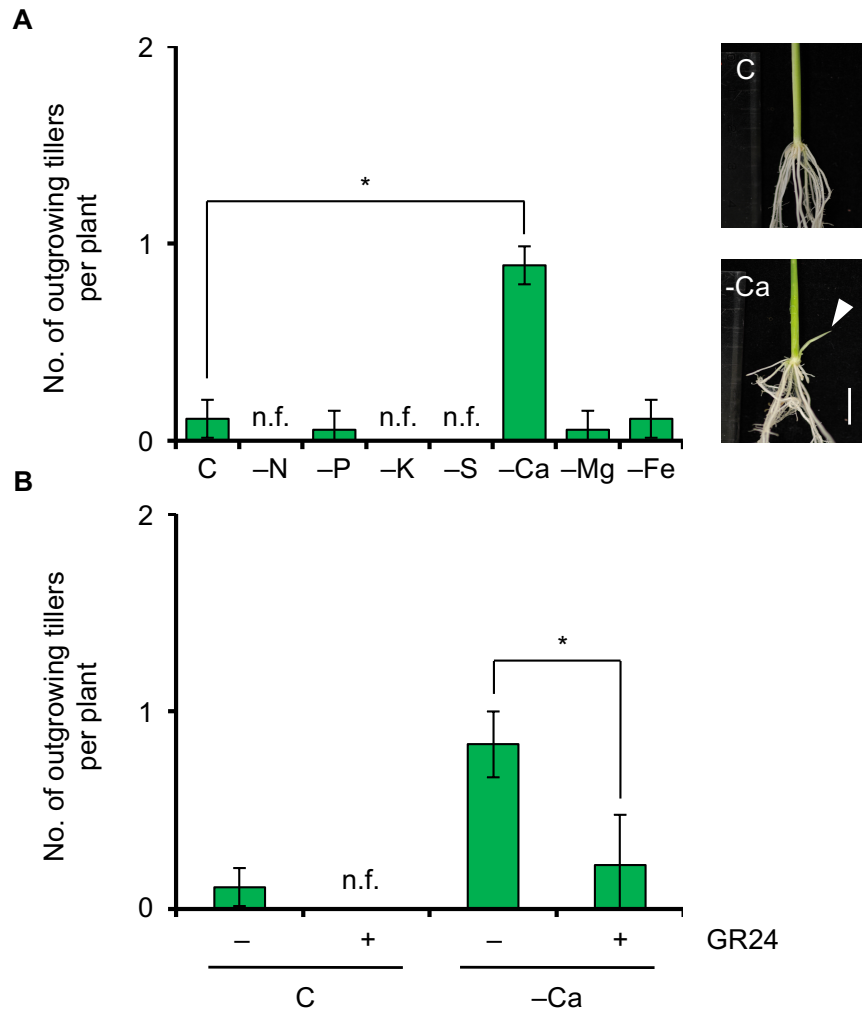 A
No. of outgrowing tillers
per plant
2
1
0
*
n.f.
n.f.
n.f.
C
–N
–P
–K
–S
–Ca
–Mg
–Fe
C
-Ca
B
No. of outgrowing tillers
per plant
2
1
0
*
n.f.
– + – + GR24
C –Ca